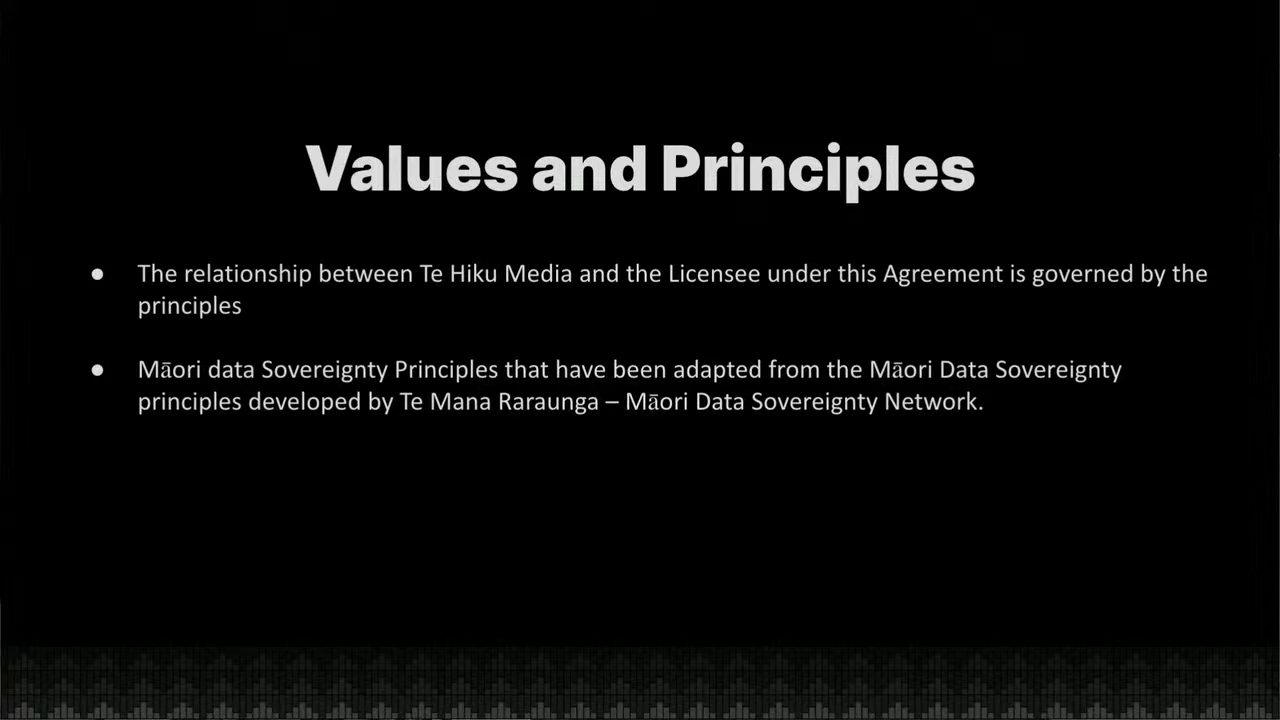 Values and Principles
● The relationship between Te Hiku Media and the Licensee under this Agreement is governed by the
principles
● Māori data Sovereignty Principles that have been adapted from the Māori Data Sovereignty
principles developed by Te Mana Raraunga – Māori Data Sovereignty Network.